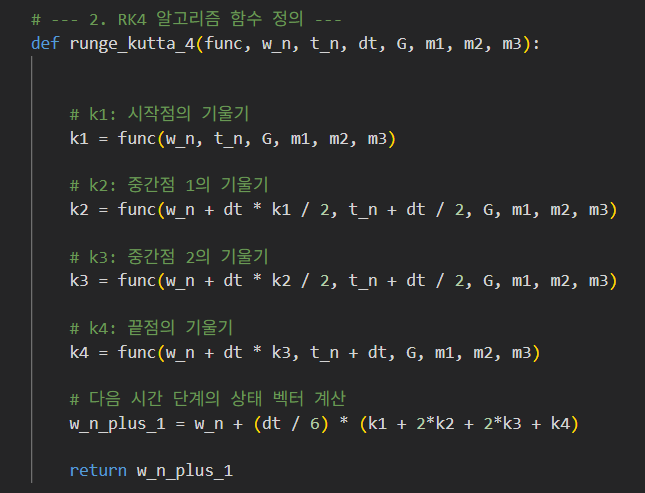 # --- 2. RK4 알고리즘 함수 정의 ---
def runge_kutta_4(func, w_n, t_n, dt, G, m1, m2, m3):
# k1: 시작점의 기울기
k1 = func(w_n, t_n, G, m1, m2, m3)
# k2: 중간점 1의 기울기
k2 = func(w_n + dt * k1 / 2, t_n + dt / 2, G, m1, m2, m3)
# k3: 중간점 2의 기울기
k3 = func(w_n + dt * k2 / 2, t_n + dt / 2, G, m1, m2, m3)
# k4: 끝점의 기울기
k4 = func(w_n + dt * k3, t_n + dt, G, m1, m2, m3)
# 다음 시간 단계의 상태 벡터 계산
w_n_plus_1 = w_n + (dt / 6) * (k1 + 2*k2 + 2*k3 + k4)
return w_n_plus_1